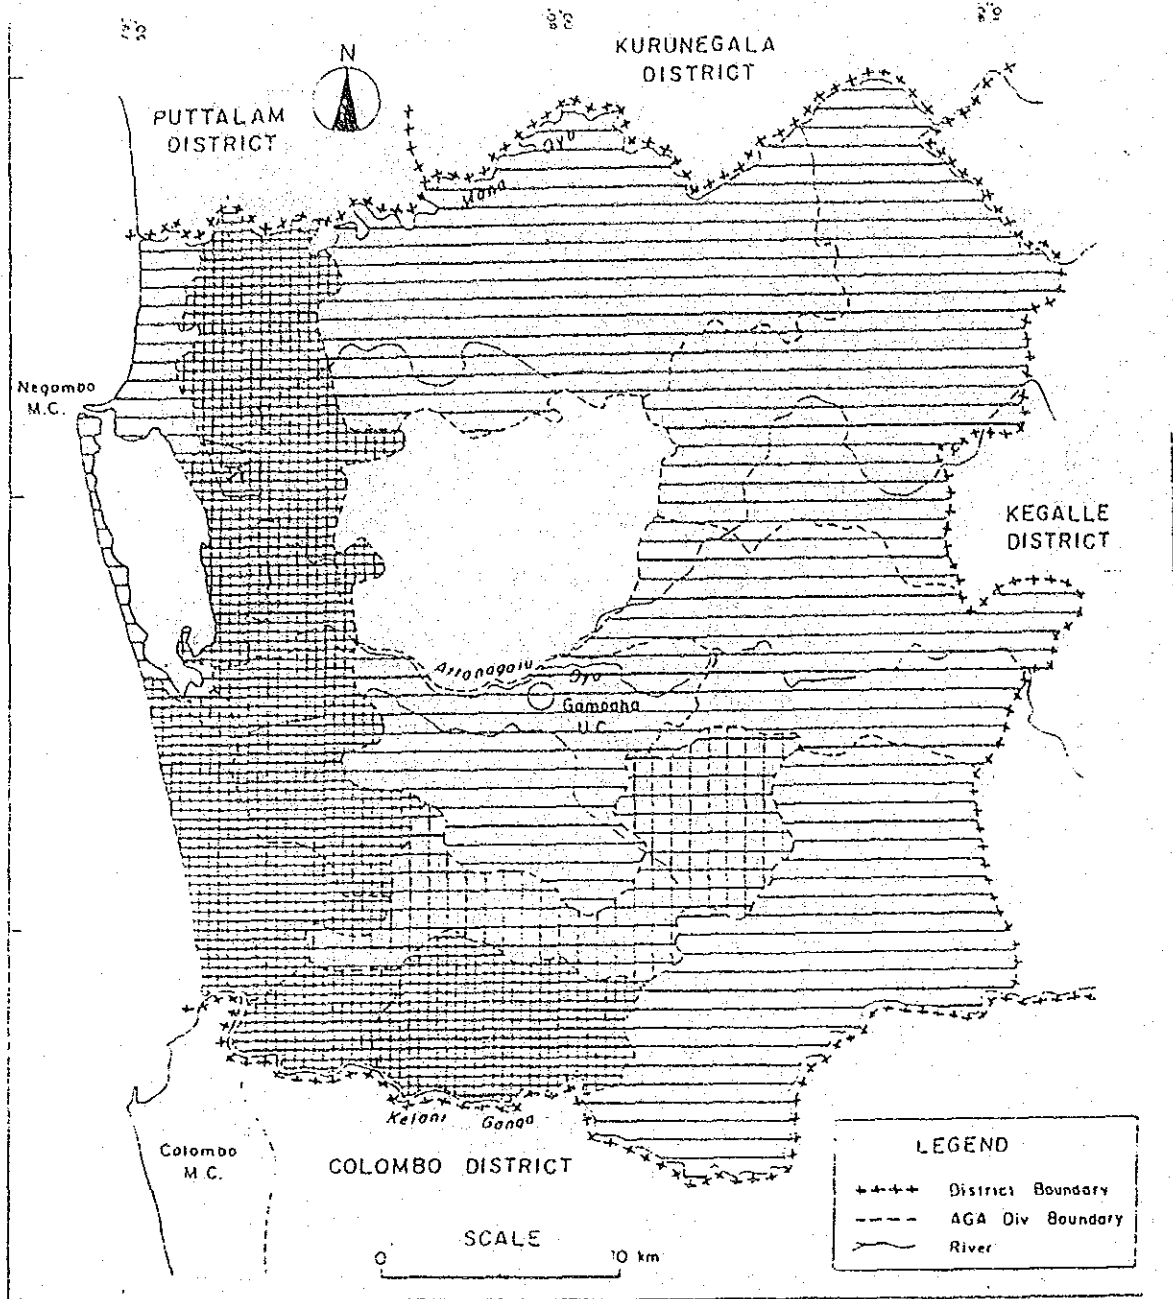 N
KURUNEGALA
DISTRICT
PUTTALAM
DISTRICT
Oya
Maha
Negombo
M.C.
KEGALLE
DISTRICT
Attanagalu
Oya
Gampaha
U.C.
Kelani Ganga
Colombo
M.C.
COLOMBO DISTRICT
SCALE
0 10 km
LEGEND
District Boundary
AGA Div Boundary
River